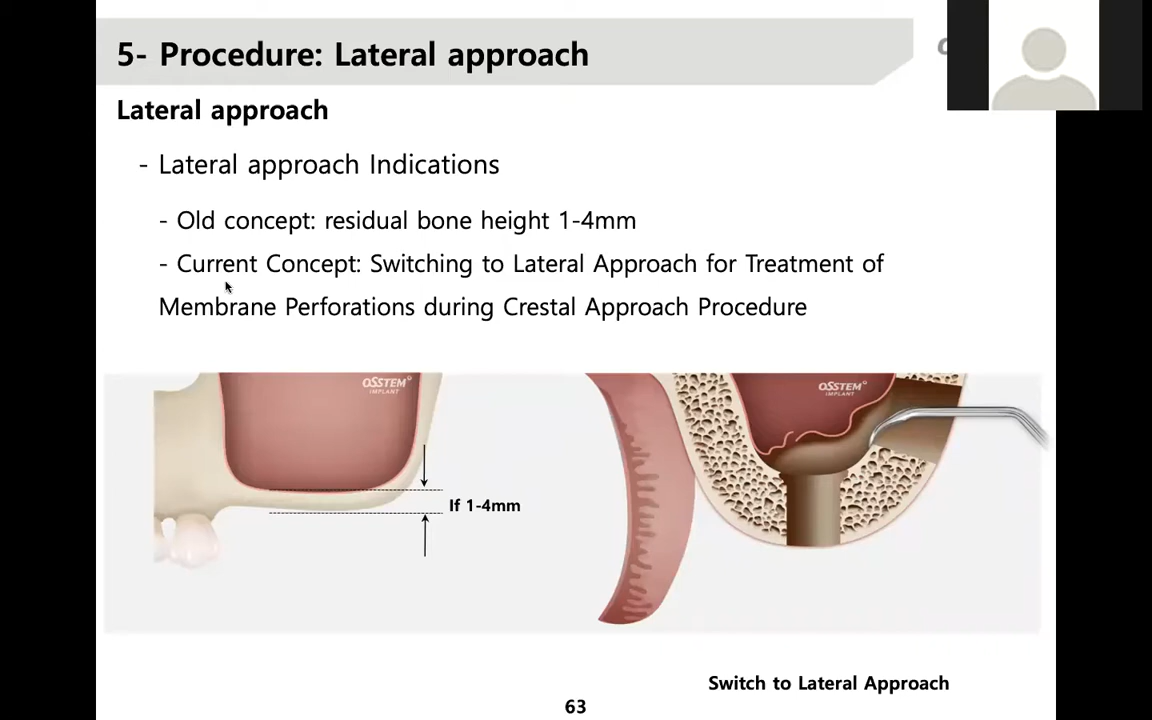 5- Procedure: Lateral approach
Lateral approach
- Lateral approach Indications
- Old concept: residual bone height 1-4mm
- Current Concept: Switching to Lateral Approach for Treatment of
Membrane Perforations during Crestal Approach Procedure
OSSTEM
IMPLANT
OSSTEM
IMPLANT
If 1-4mm
Switch to Lateral Approach
63